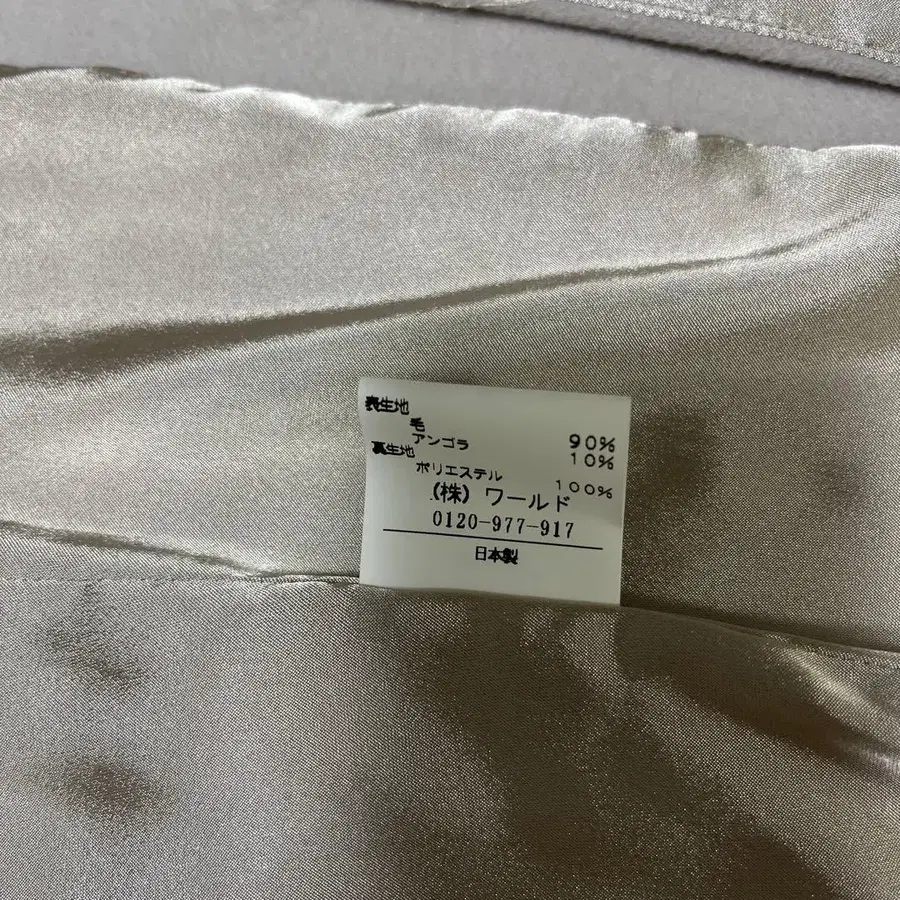 表生地
毛 90%
アンゴラ 10%
裏生地
ポリエステル 100%
(株) ワールド
0120-977-917
日本製